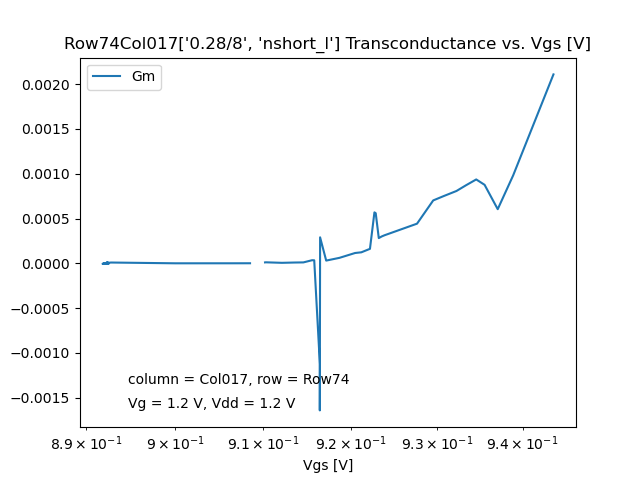 Row74Col017['0.28/8', 'nshort_l'] Transconductance vs. Vgs [V]
Gm
0.0020
0.0015
0.0010
0.0005
0.0000
−0.0005
−0.0010
−0.0015
column = Col017, row = Row74
Vg = 1.2 V, Vdd = 1.2 V
8.9 × 10⁻¹ 9 × 10⁻¹ 9.1 × 10⁻¹ 9.2 × 10⁻¹ 9.3 × 10⁻¹ 9.4 × 10⁻¹
Vgs [V]